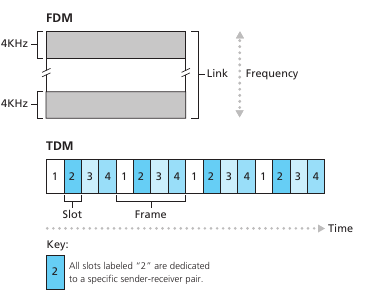 FDM
4KHz
Link
Frequency
4KHz
TDM
1 2 3 4 1 2 3 4 1 2 3 4 1 2 3 4
Slot
Frame
Time
Key:
2
All slots labeled “2” are dedicated
to a specific sender-receiver pair.